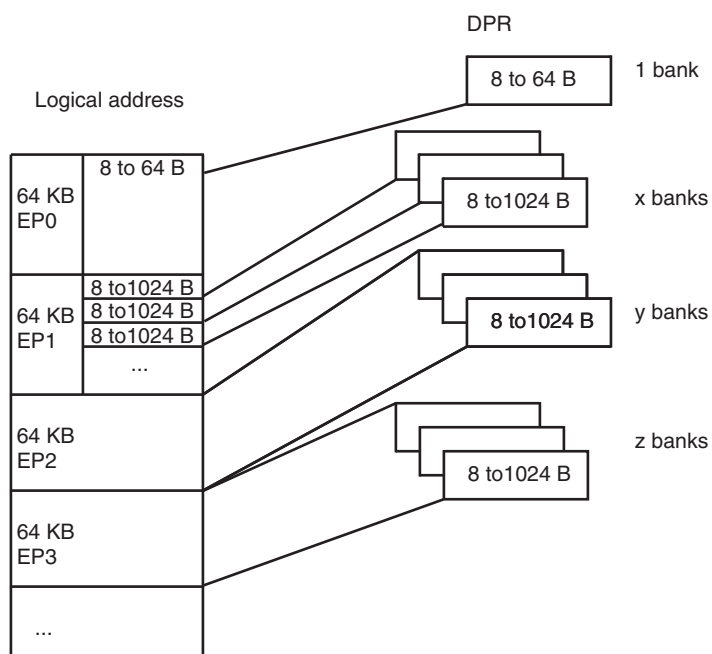 DPR
8 to 64 B
1 bank
Logical address
64 KB
EP0
8 to 64 B
8 to1024 B
x banks
64 KB
EP1
8 to1024 B
8 to1024 B
8 to1024 B
...
8 to1024 B
y banks
64 KB
EP2
8 to1024 B
z banks
64 KB
EP3
...